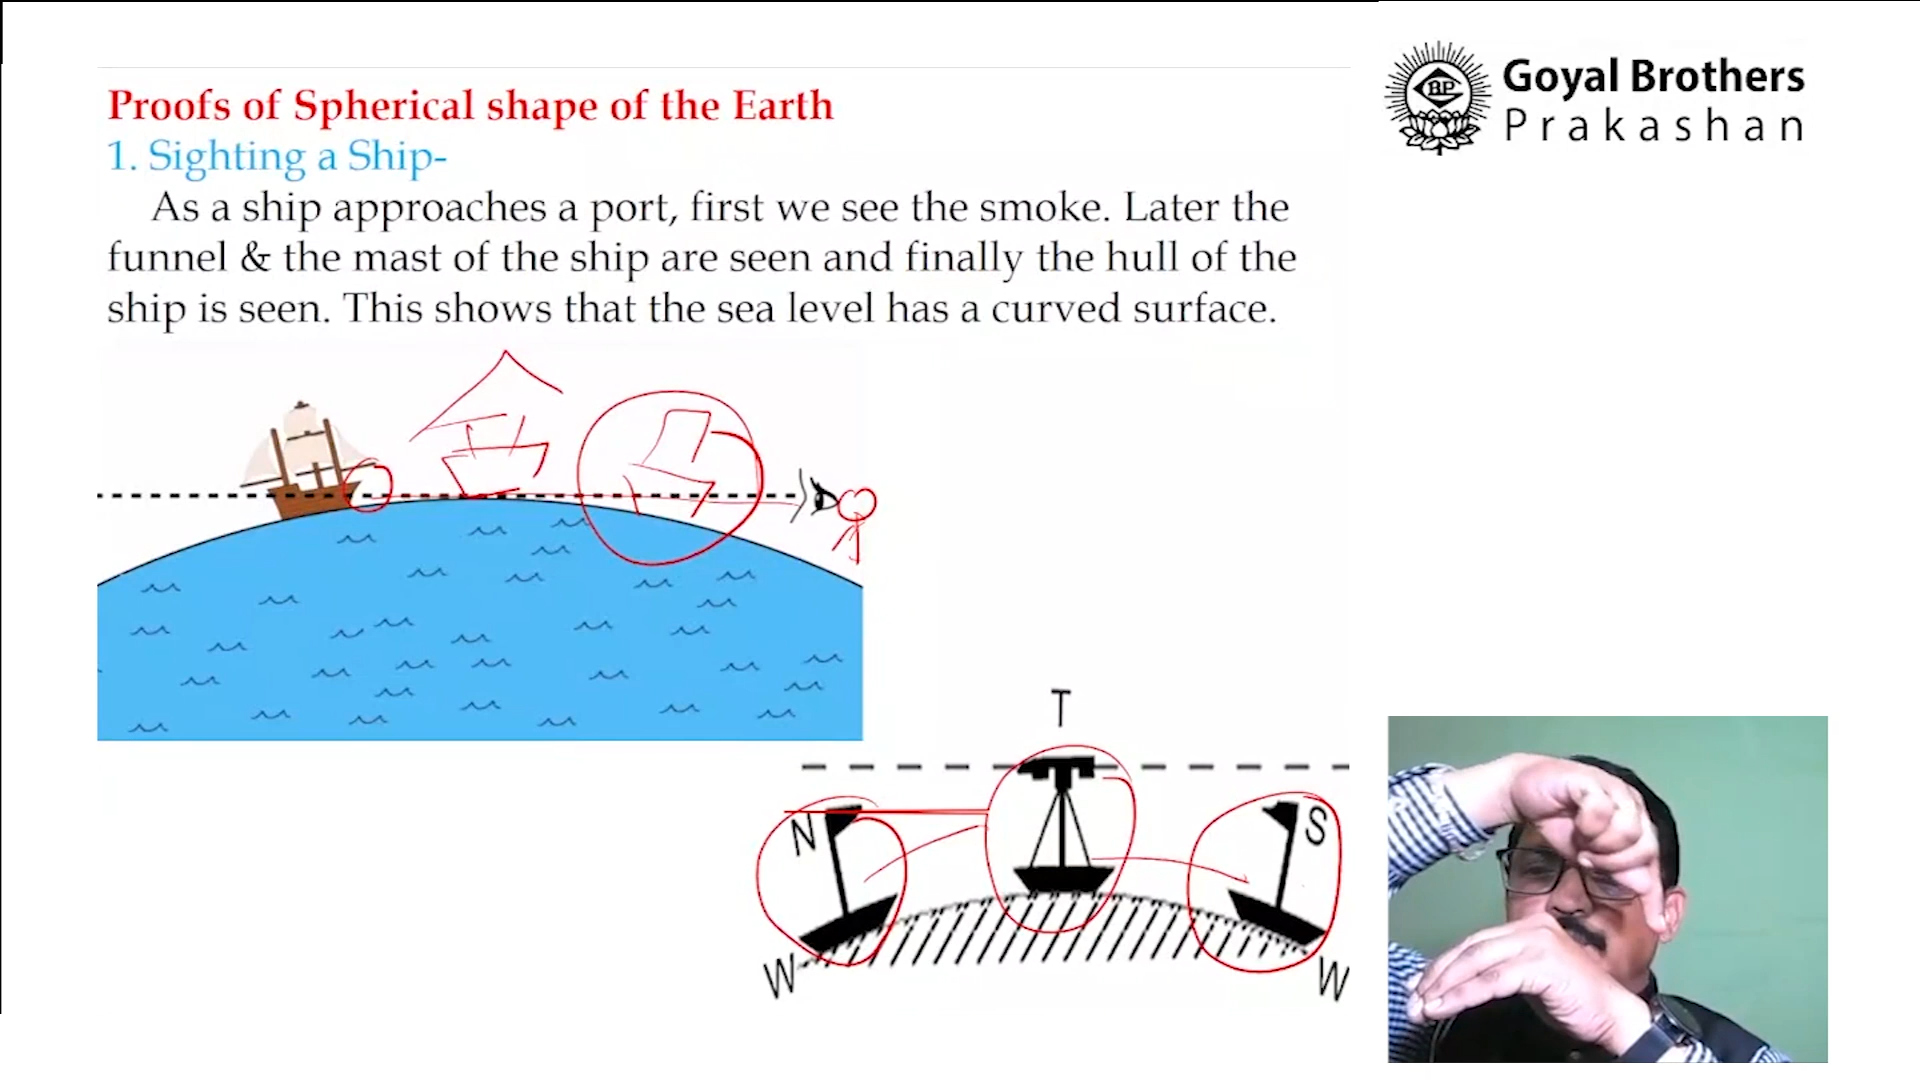 Proofs of Spherical shape of the Earth
1. Sighting a Ship-
As a ship approaches a port, first we see the smoke. Later the
funnel & the mast of the ship are seen and finally the hull of the
ship is seen. This shows that the sea level has a curved surface.
BP
Goyal Brothers
Prakashan
T
N
S
W
W